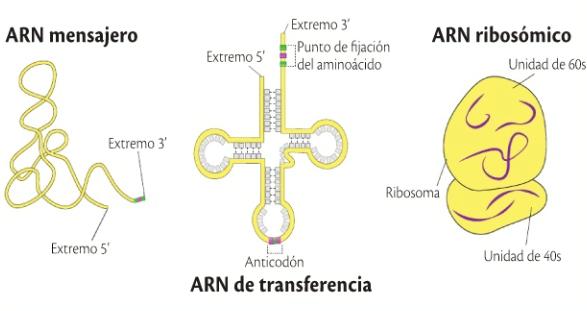 ARN mensajero
Extremo 3'
Extremo 5'
Extremo 3'
Punto de fijación
del aminoácido
Extremo 5'
Anticodón
ARN de transferencia
ARN ribosómico
Unidad de 60s
Ribosoma
Unidad de 40s